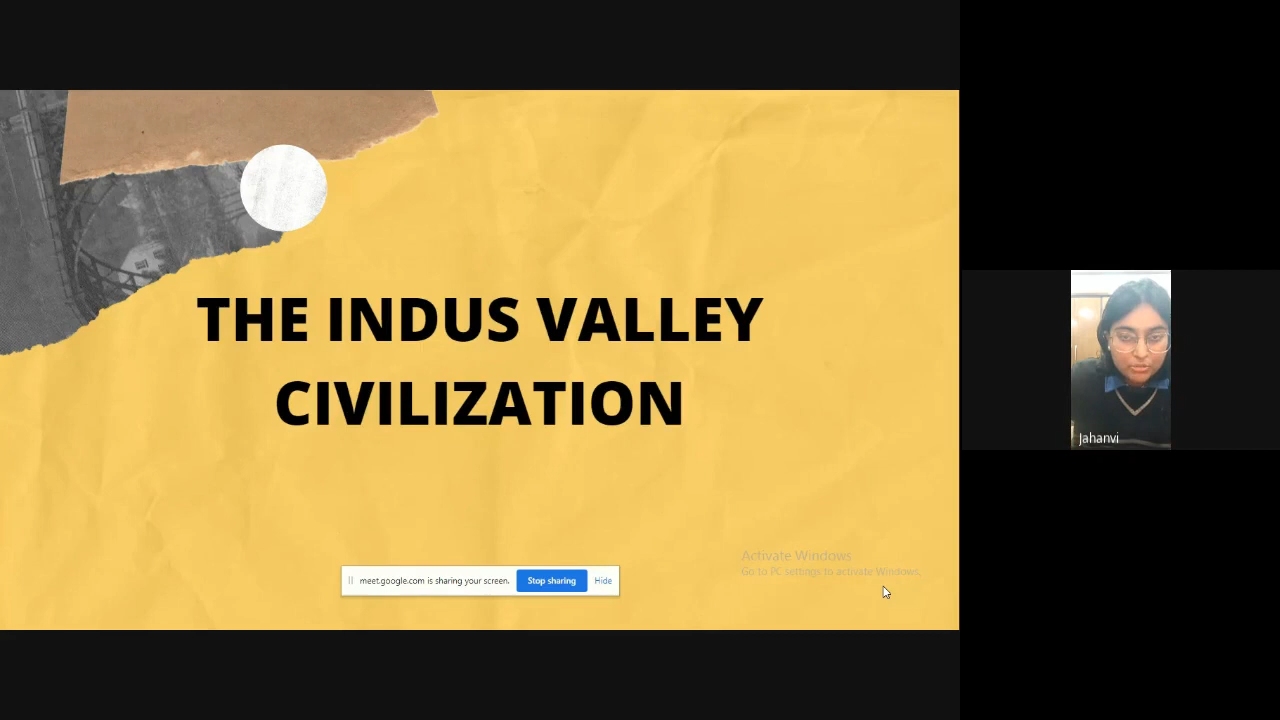 THE INDUS VALLEY
CIVILIZATION
Activate Windows
Go to PC settings to activate Windows.
meet.google.com is sharing your screen.
Stop sharing
Hide
Jahanvi